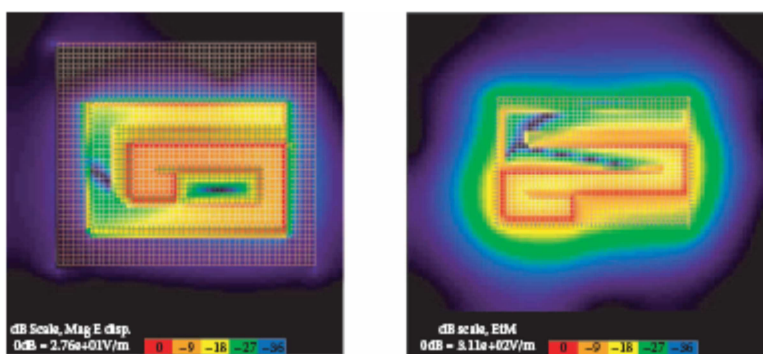 dB Scale, Mag E disp.
0dB = 2.76e+01V/m
0 −9 −18 −27 −36
dB scale, EtM
0dB = 3.11e+02V/m
0 −9 −18 −27 −36